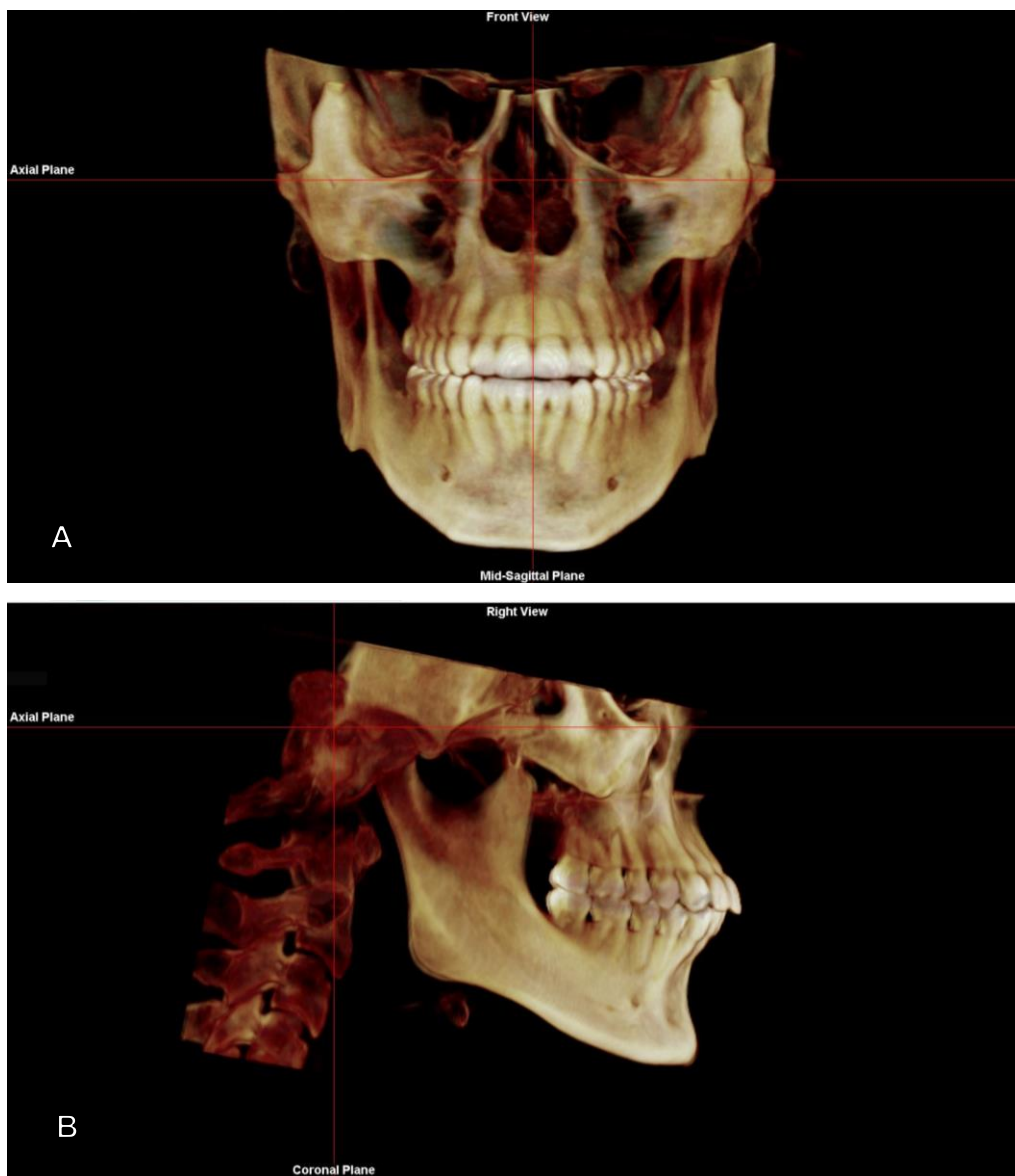 Front View
Axial Plane
A
Mid-Sagittal Plane
Right View
Axial Plane
B
Coronal Plane